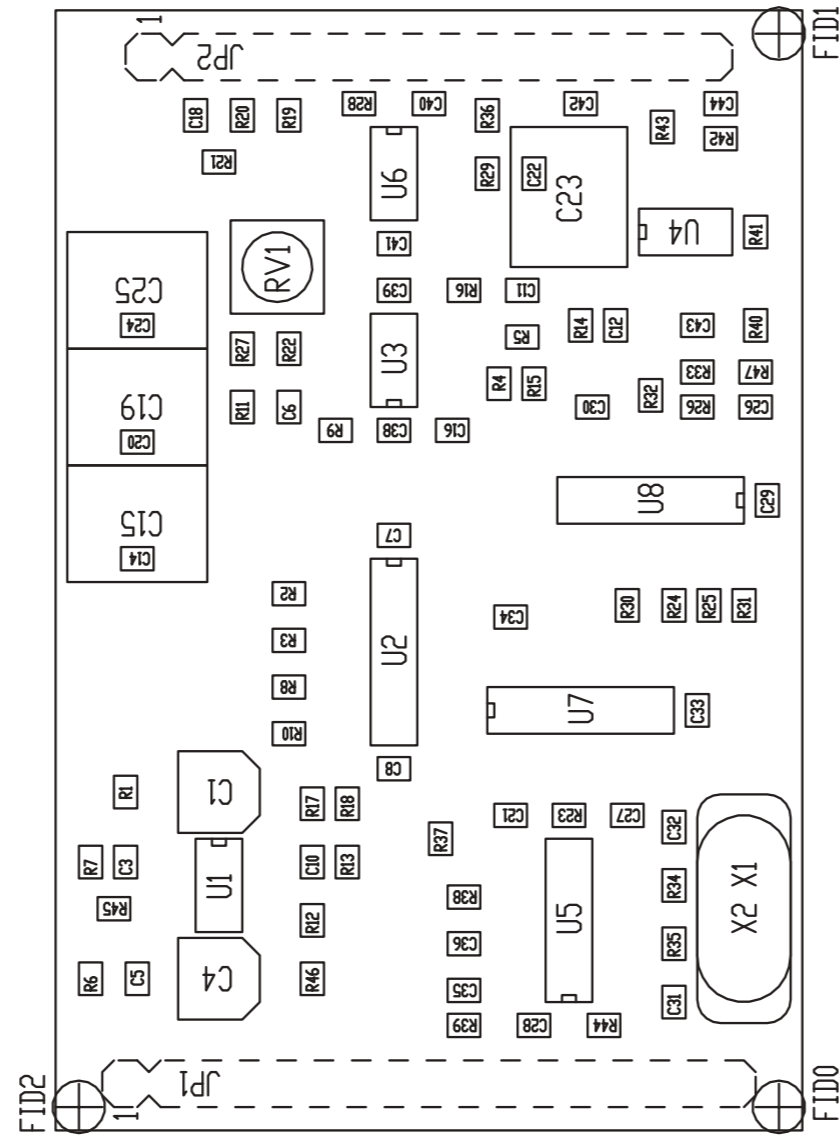 FID1
1
JP2
R28
C40
C42
C44
C18
R20
R19
R36
R43
R42
R21
U6
R29
C22
C23
U4
R41
C41
RV1
C25
C39
R16
C11
C24
R14
C12
C43
R40
R5
R27
R22
U3
R33
R47
R4
R15
R32
C19
R11
C6
C30
R26
C26
C20
R9
C38
C16
U8
C29
C15
C7
C14
R2
R30
R24
R25
R31
C34
R3
U2
R8
U7
C33
R10
C8
R1
C1
R17
R18
C21
R23
C27
C32
R37
R7
C3
U1
C10
R13
R34
X2 X1
R38
R45
U5
R12
C36
R35
R6
C5
C4
R46
C35
C31
R39
C28
R44
FID2
JP1
1
FID0